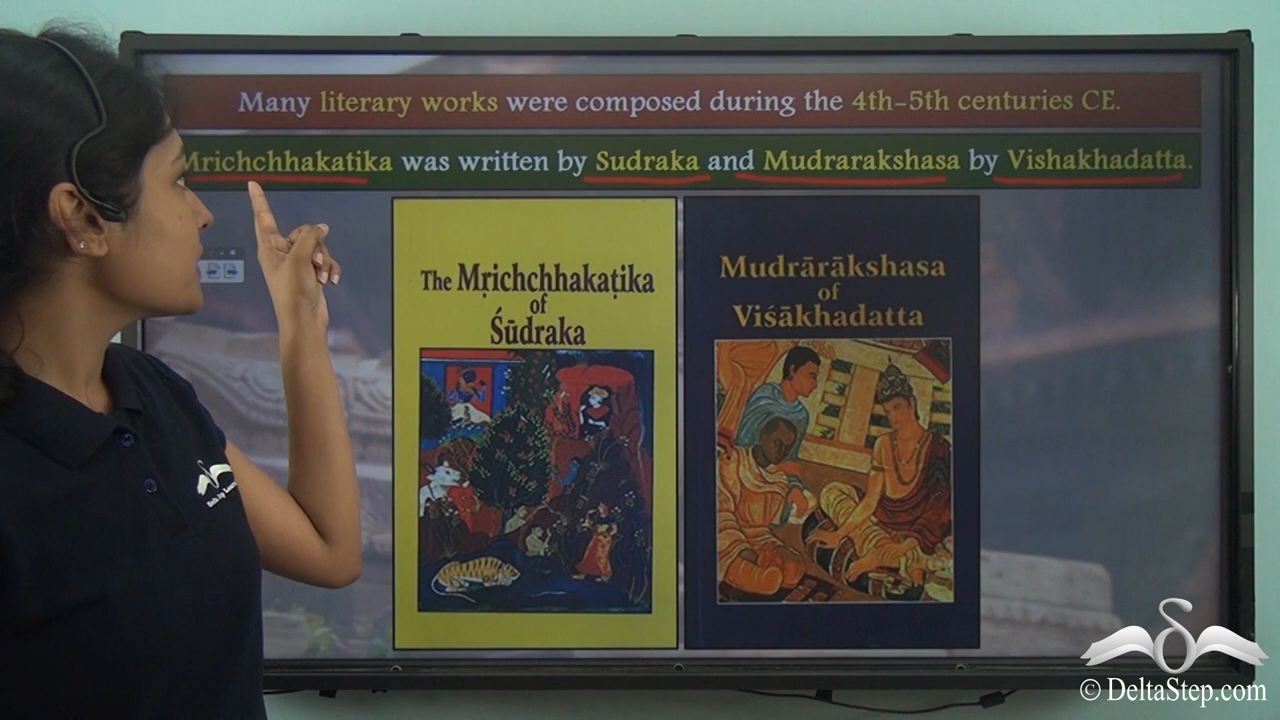 Many literary works were composed during the 4th-5th centuries CE.
Mrichchhakatika was written by Sudraka and Mudrarakshasa by Vishakhadatta.
The Mṛichchhakaṭika
of
Śūdraka
Mudrārākshasa
of
Viśākhadatta
© DeltaStep.com